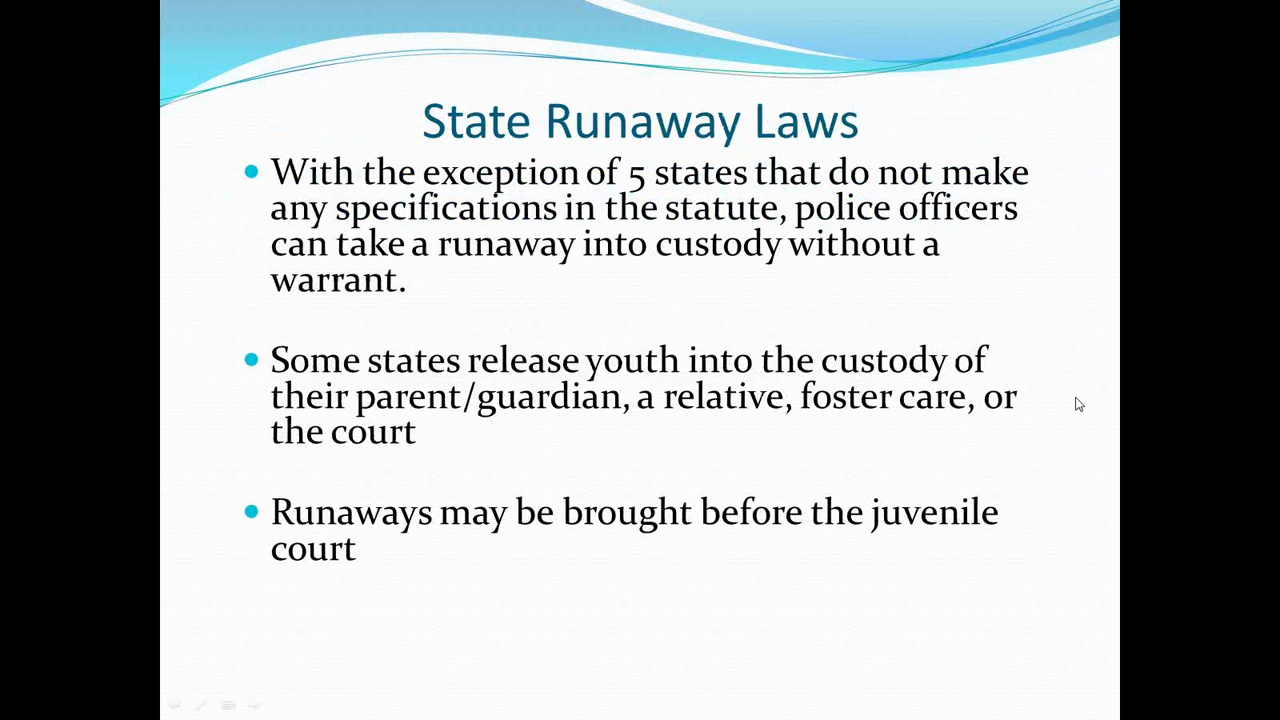 State Runaway Laws
• With the exception of 5 states that do not make
any specifications in the statute, police officers
can take a runaway into custody without a
warrant.
• Some states release youth into the custody of
their parent/guardian, a relative, foster care, or
the court
• Runaways may be brought before the juvenile
court